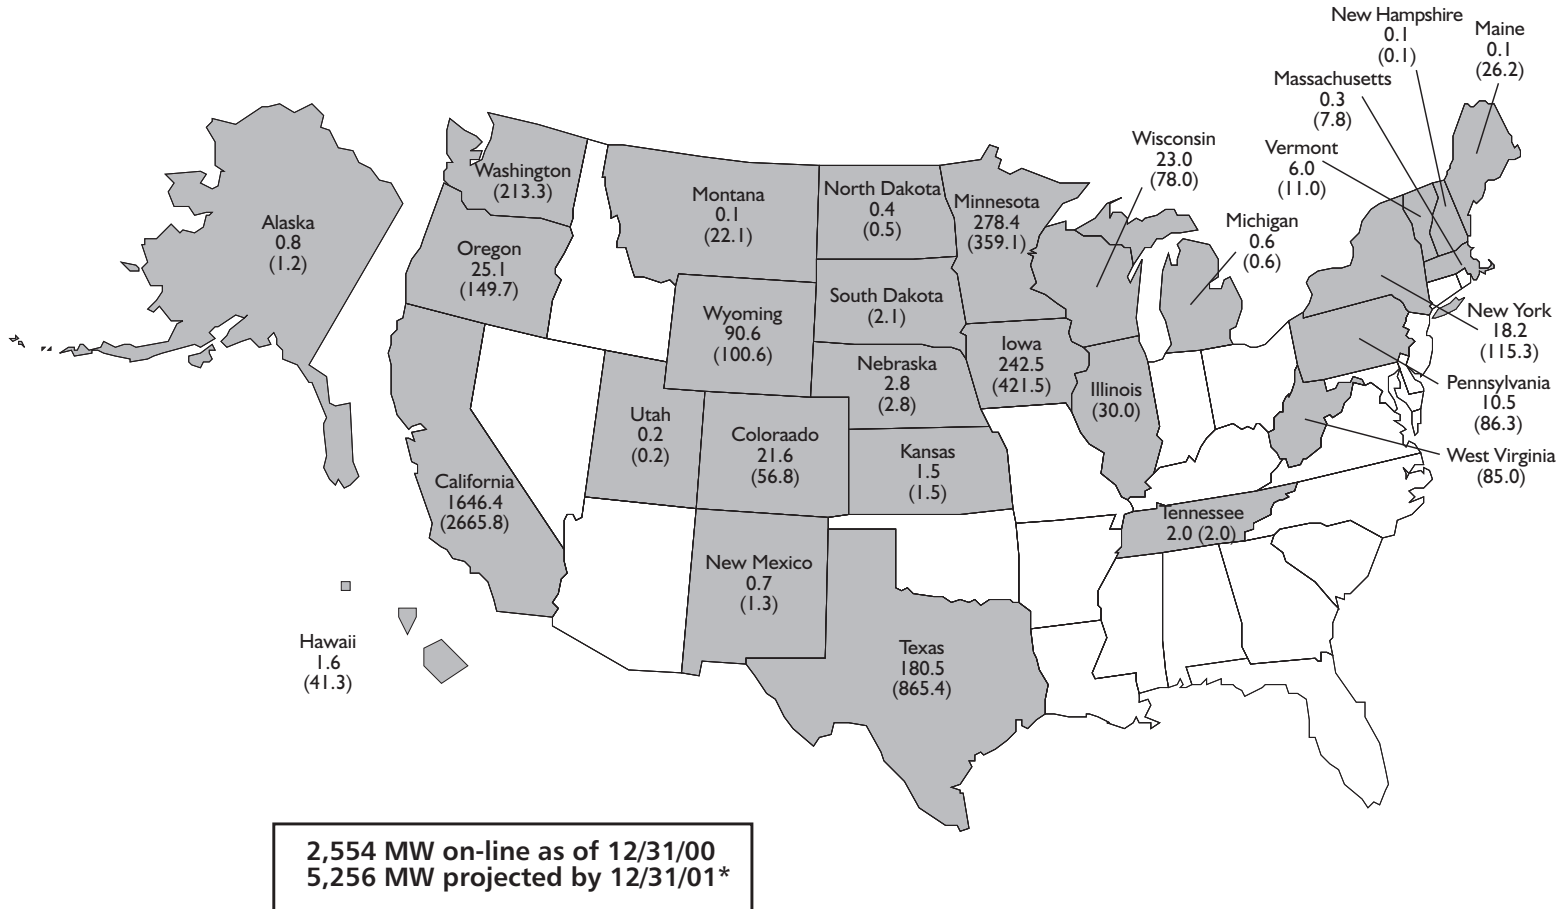 New Hampshire
0.1
(0.1)
Maine
0.1
(26.2)
Massachusetts
0.3
(7.8)
Vermont
6.0
(11.0)
Wisconsin
23.0
(78.0)
Michigan
0.6
(0.6)
Alaska
0.8
(1.2)
Washington
(213.3)
Oregon
25.1
(149.7)
Montana
0.1
(22.1)
North Dakota
0.4
(0.5)
Minnesota
278.4
(359.1)
Wyoming
90.6
(100.6)
South Dakota
(2.1)
Iowa
242.5
(421.5)
Nebraska
2.8
(2.8)
Illinois
(30.0)
New York
18.2
(115.3)
Pennsylvania
10.5
(86.3)
West Virginia
(85.0)
Utah
0.2
(0.2)
Coloraado
21.6
(56.8)
Kansas
1.5
(1.5)
California
1646.4
(2665.8)
Tennessee
2.0 (2.0)
New Mexico
0.7
(1.3)
Texas
180.5
(865.4)
Hawaii
1.6
(41.3)
2,554 MW on-line as of 12/31/00
5,256 MW projected by 12/31/01*